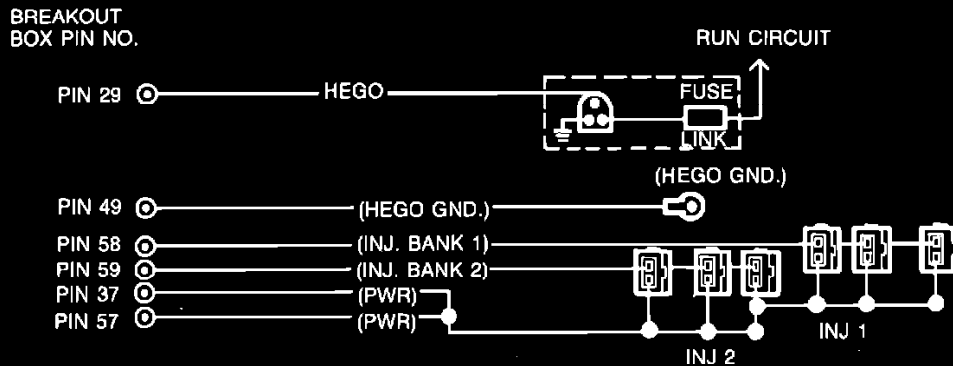 BREAKOUT
BOX PIN NO.
RUN CIRCUIT
PIN 29
HEGO
FUSE
LINK
(HEGO GND.)
PIN 49
(HEGO GND.)
PIN 58
(INJ. BANK 1)
PIN 59
(INJ. BANK 2)
PIN 37
(PWR)
PIN 57
(PWR)
INJ 1
INJ 2